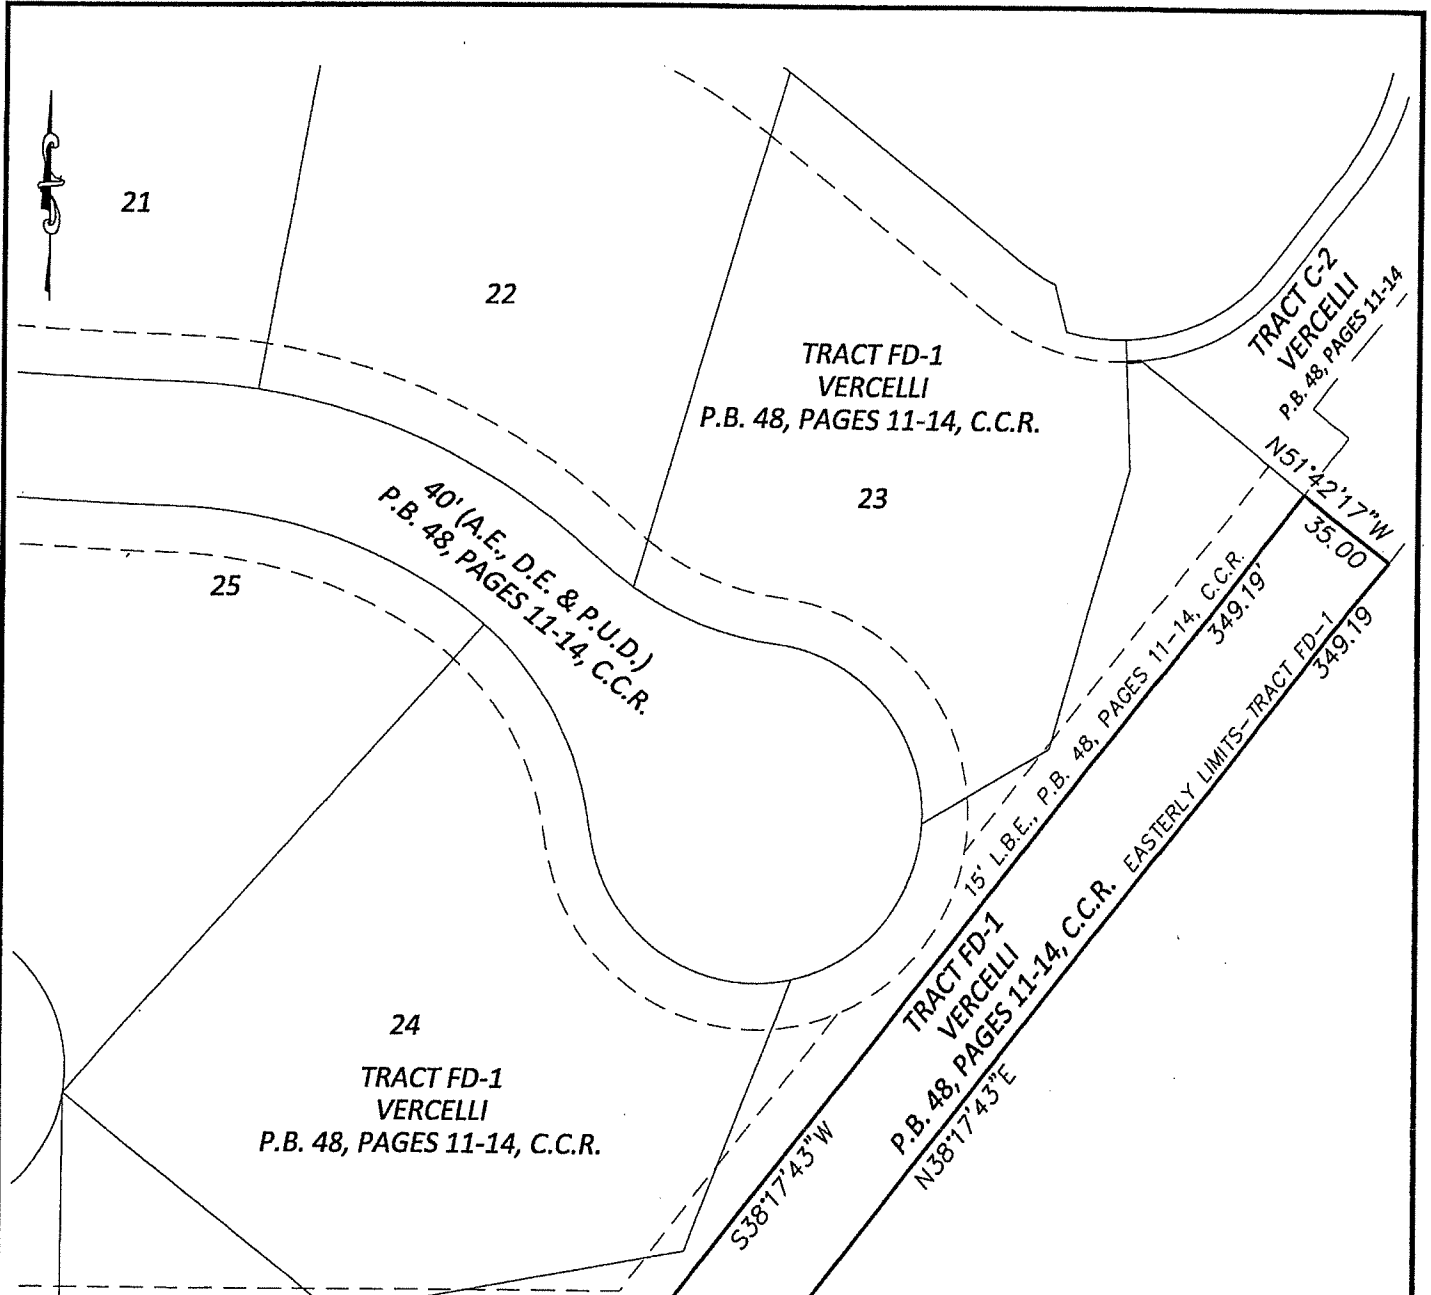 21
22
TRACT C-2
VERCELLI
P.B. 48, PAGES 11-14
TRACT FD-1
VERCELLI
P.B. 48, PAGES 11-14, C.C.R.
23
N51°42'17"W
35.00
40' (A.E., D.E. & P.U.D.)
P.B. 48, PAGES 11-14, C.C.R.
25
15' L.B.E., P.B. 48, PAGES 11-14, C.C.R.
349.19'
EASTERLY LIMITS-TRACT FD-1
349.19
TRACT FD-1
VERCELLI
P.B. 48, PAGES 11-14, C.C.R.
24
TRACT FD-1
VERCELLI
P.B. 48, PAGES 11-14, C.C.R.
S38°17'43"W
N38°17'43"E